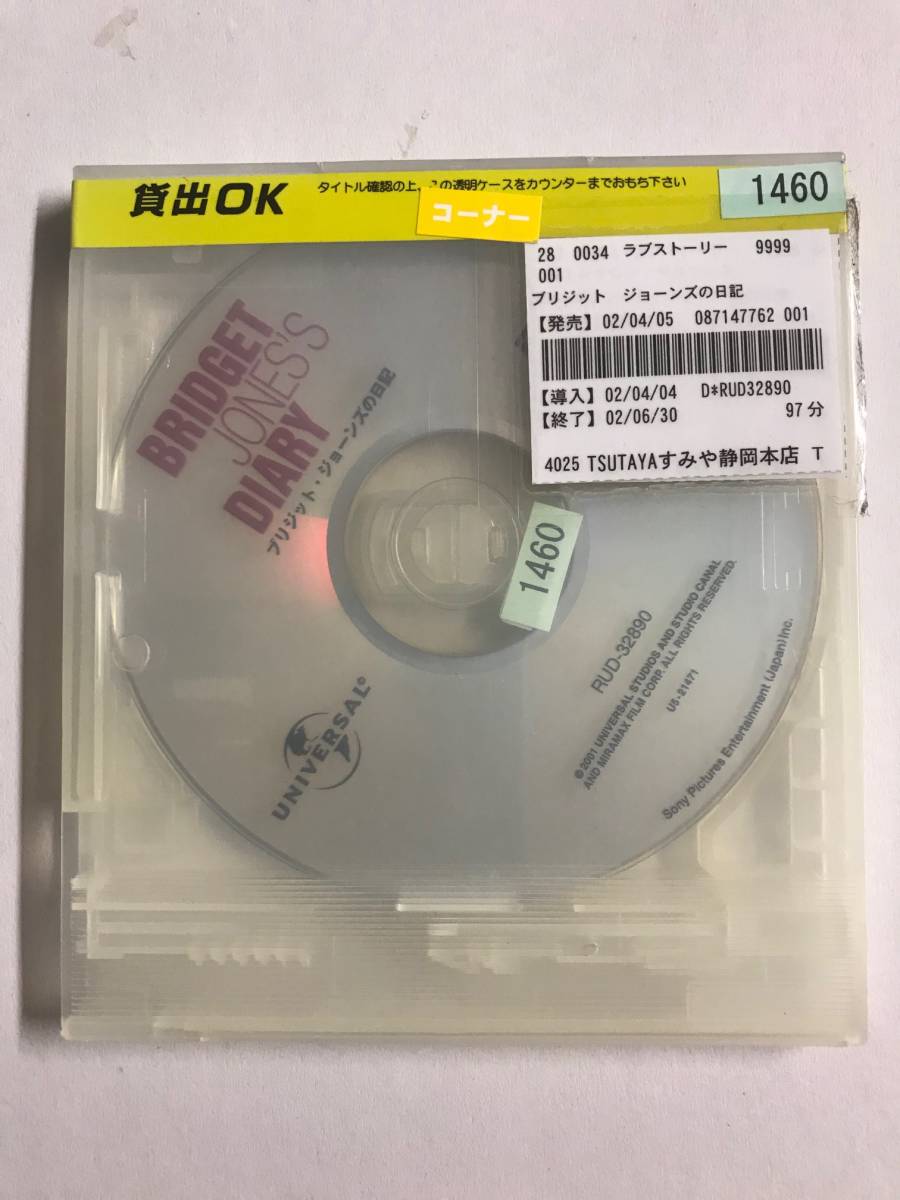 貸出OK
タイトル確認の上、この透明ケースをカウンターまでおもち下さい
1460
コーナー
28 0034 ラブストーリー 9999
001
ブリジット ジョーンズの日記
【発売】02/04/05 087147762 001
【導入】02/04/04 D*RUD32890
【終了】02/06/30 97分
4025 TSUTAYAすみや静岡本店 T
BRIDGET
JONES'S
DIARY
ブリジット・ジョーンズの日記
1460
UNIVERSAL®
RUD-32890
©2001 UNIVERSAL STUDIOS AND STUDIO CANAL
AND MIRAMAX FILM CORP. ALL RIGHTS RESERVED.
US-21471
Sony Pictures Entertainment (Japan) Inc.